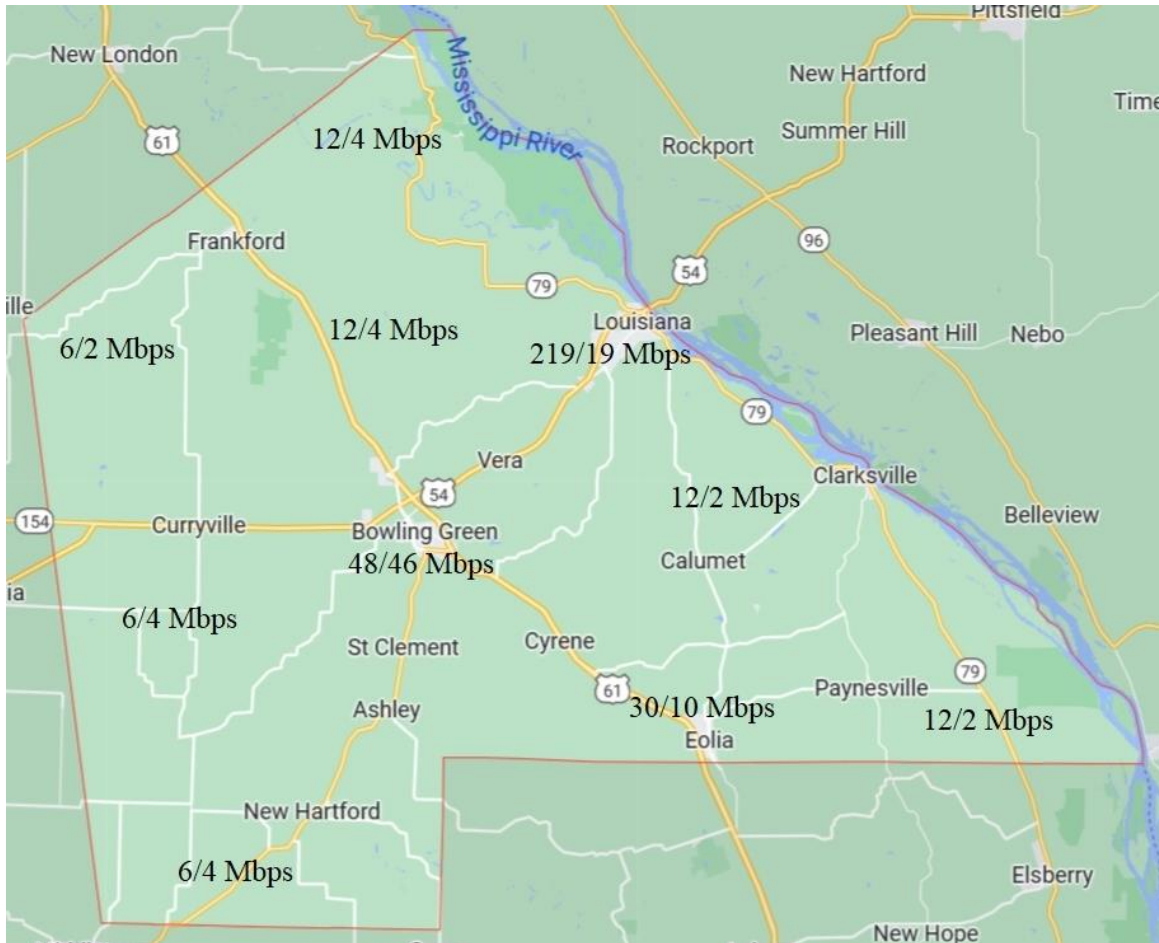 Pittsfield
New London
Mississippi River
New Hartford
Time
61
12/4 Mbps
Summer Hill
Rockport
Frankford
96
54
79
ille
Louisiana
12/4 Mbps
6/2 Mbps
219/19 Mbps
Pleasant Hill
Nebo
79
Vera
Clarksville
54
12/2 Mbps
154
Curryville
Bowling Green
Belleview
48/46 Mbps
Calumet
ia
6/4 Mbps
St Clement
Cyrene
79
61
Paynesville
Ashley
30/10 Mbps
12/2 Mbps
Eolia
New Hartford
6/4 Mbps
Elsberry
New Hope